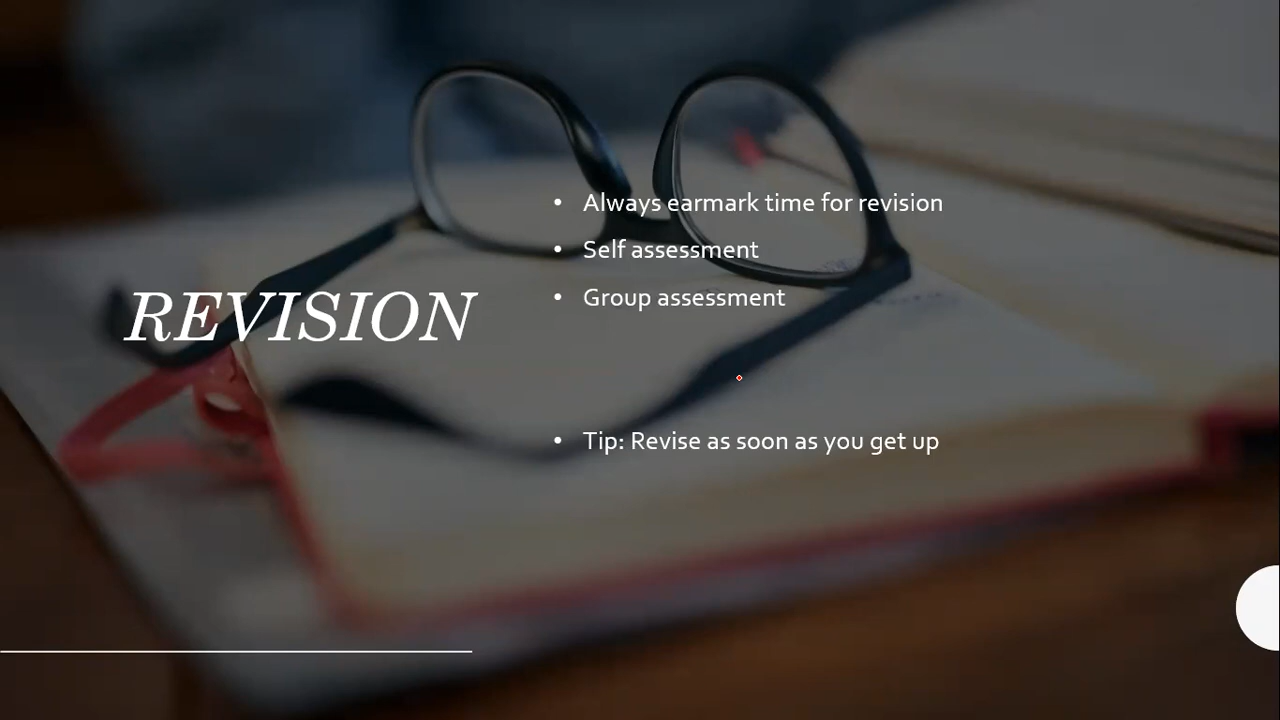 REVISION
• Always earmark time for revision
• Self assessment
• Group assessment
• Tip: Revise as soon as you get up